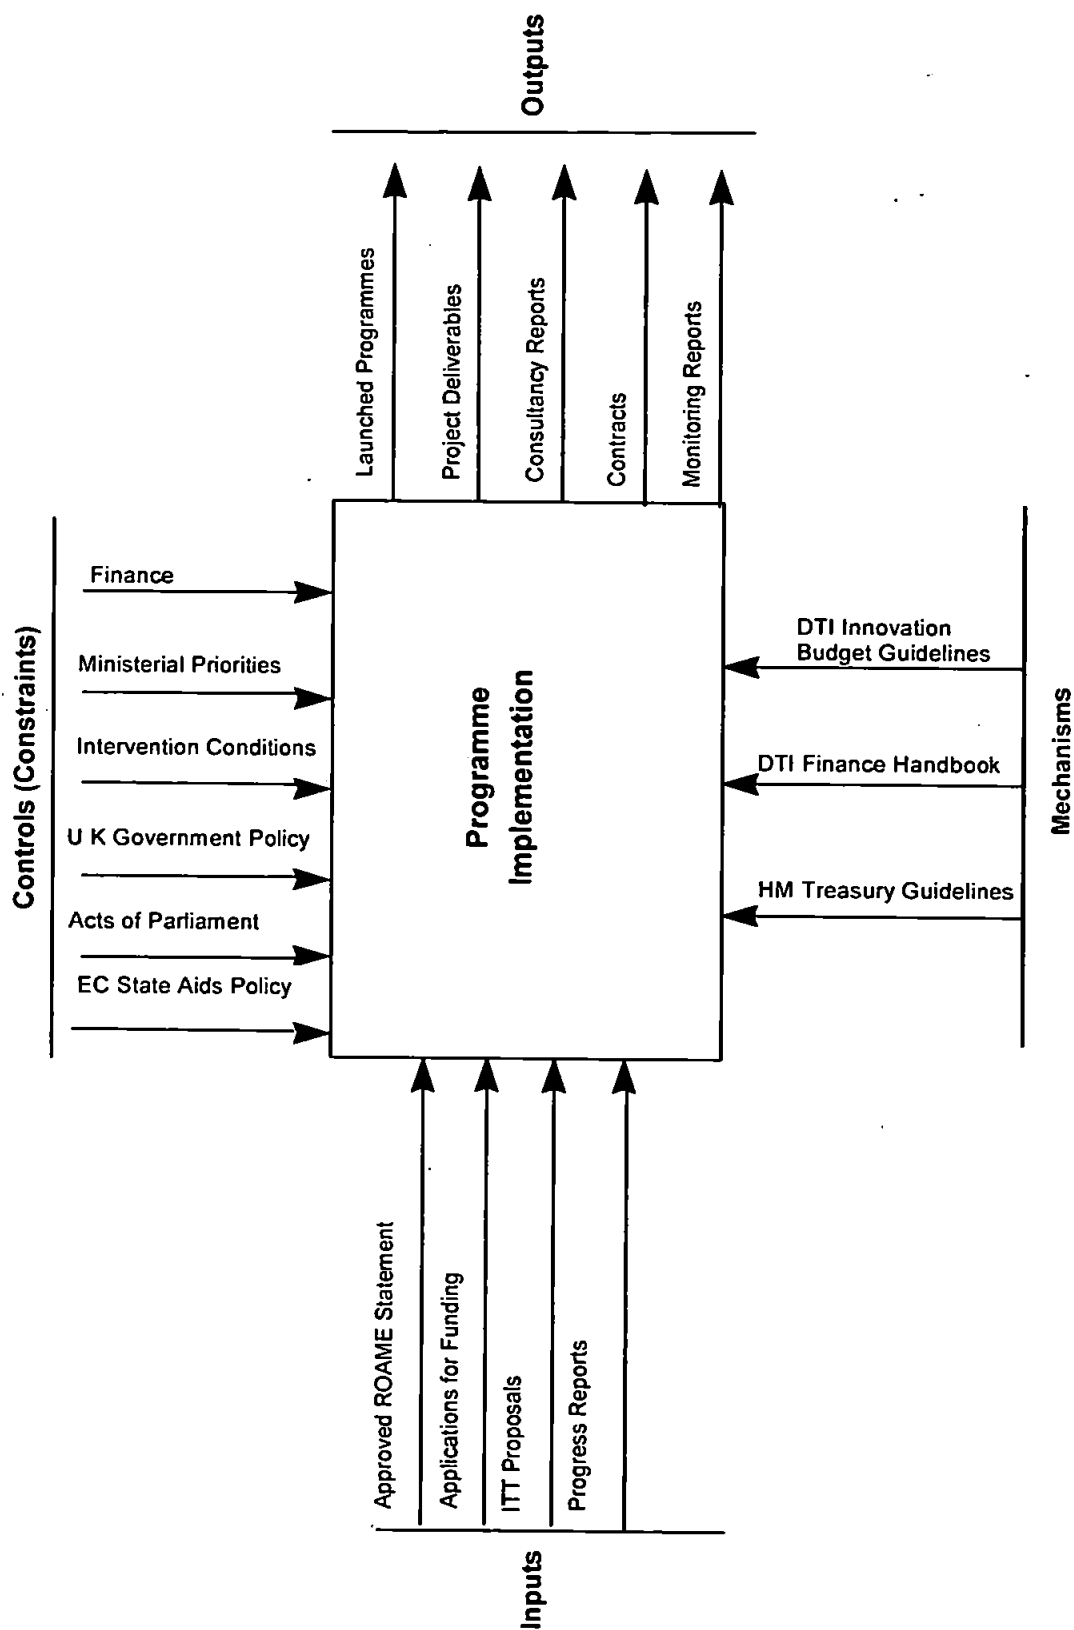 Controls (Constraints)
EC State Aids Policy
Acts of Parliament
U K Government Policy
Intervention Conditions
Ministerial Priorities
Finance
Inputs
Approved ROAME Statement
Applications for Funding
ITT Proposals
Progress Reports
Programme
Implementation
Launched Programmes
Project Deliverables
Consultancy Reports
Contracts
Monitoring Reports
Outputs
HM Treasury Guidelines
DTI Finance Handbook
DTI Innovation
Budget Guidelines
Mechanisms